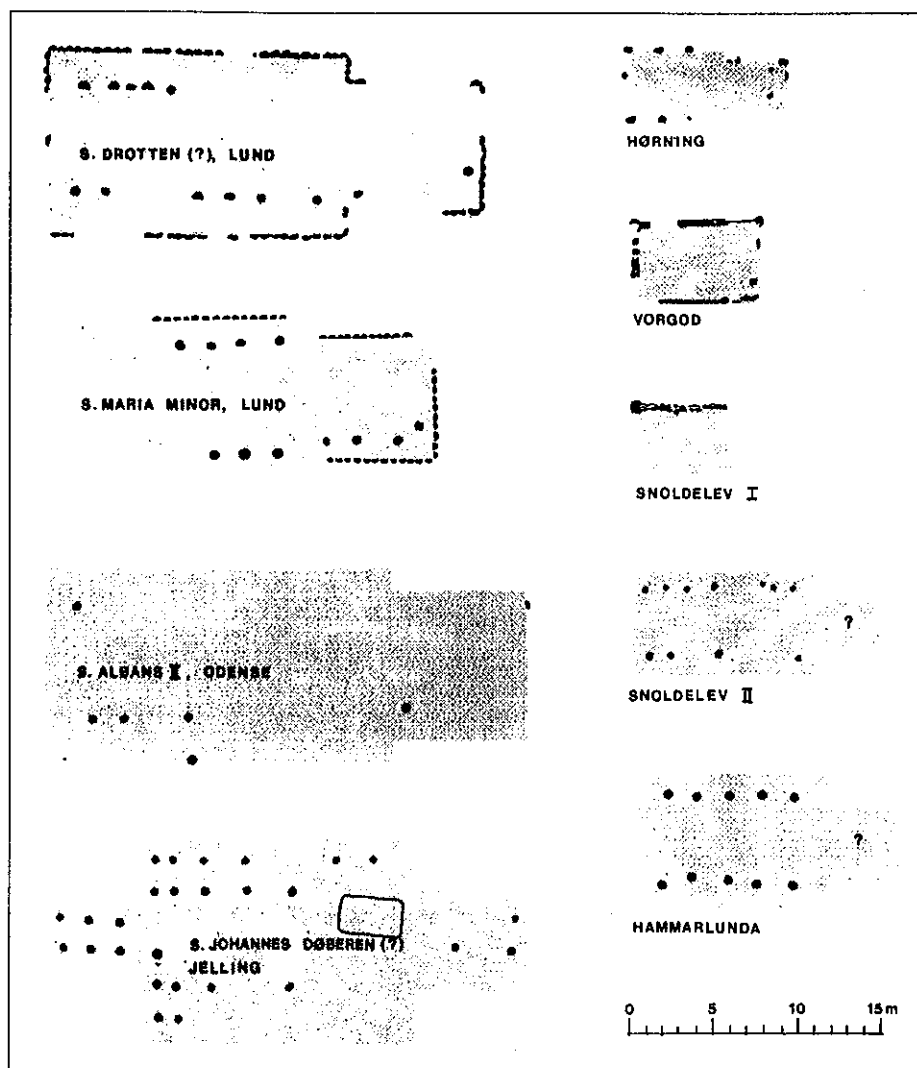 S. DROTTEN (?), LUND
S. MARIA MINOR, LUND
S. ALBANS II, ODENSE
S. JOHANNES DØBEREN (?)
JELLING
HØRNING
VORGOD
SNOLDELEV I
?
SNOLDELEV II
?
HAMMARLUNDA
0 5 10 15 m